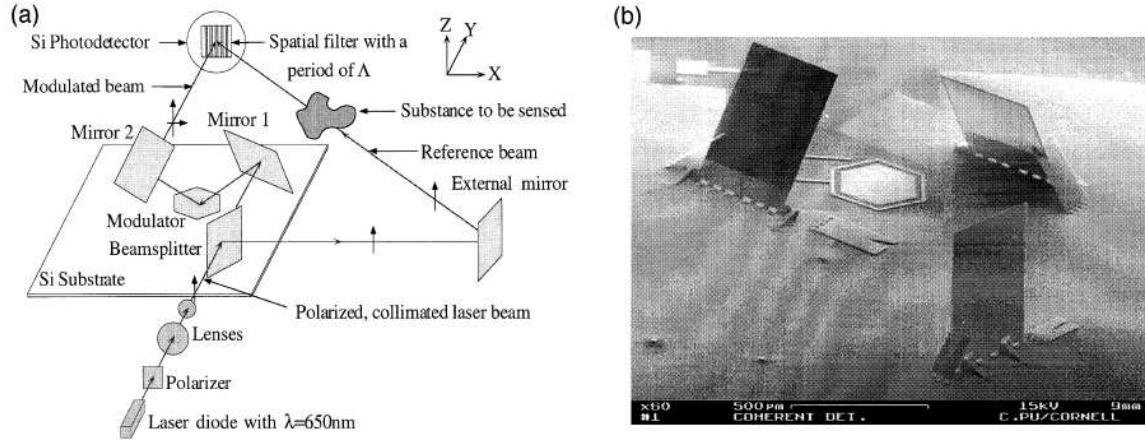 (a)
Si Photodetector
Spatial filter with a
period of Λ
Z
Y
X
Modulated beam
Substance to be sensed
Mirror 2
Mirror 1
Reference beam
External mirror
Modulator
Beamsplitter
Si Substrate
Polarized, collimated laser beam
Lenses
Polarizer
Laser diode with λ=650nm
(b)
x60 500µm 15kV 9mm
#1 COHERENT DET. C.PU/CORNELL